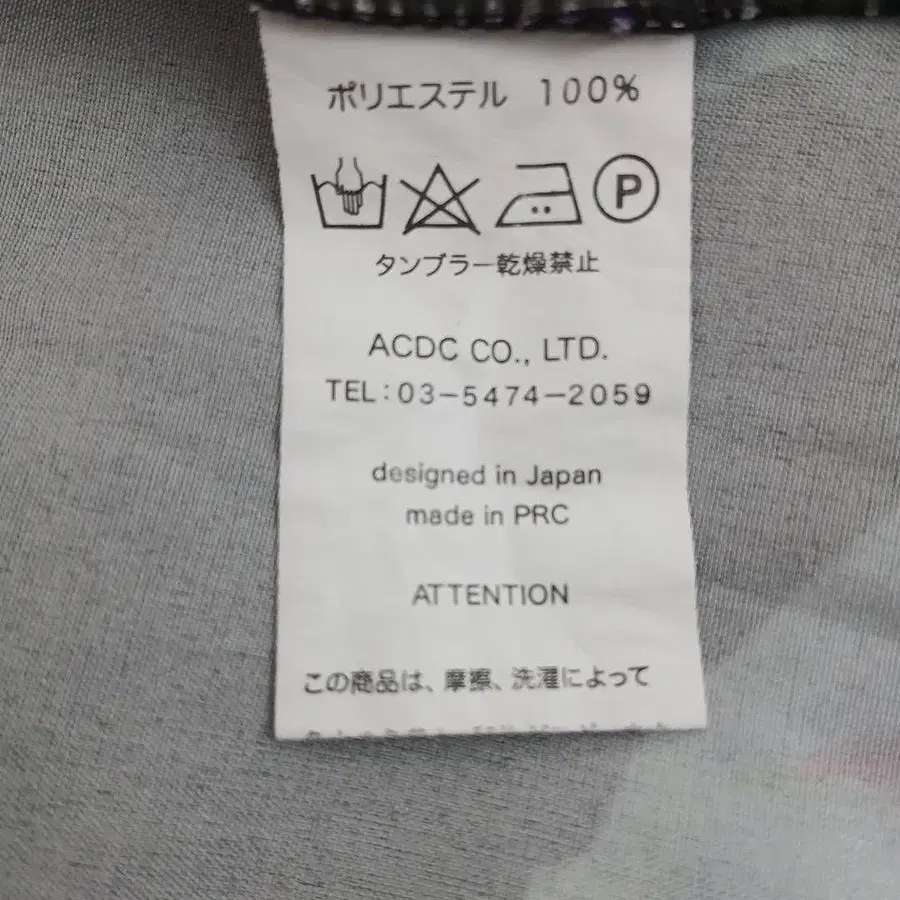 ポリエステル 100%
P
タンブラー乾燥禁止
ACDC CO., LTD.
TEL:03-5474-2059
designed in Japan
made in PRC
ATTENTION
この商品は、摩擦、洗濯によって